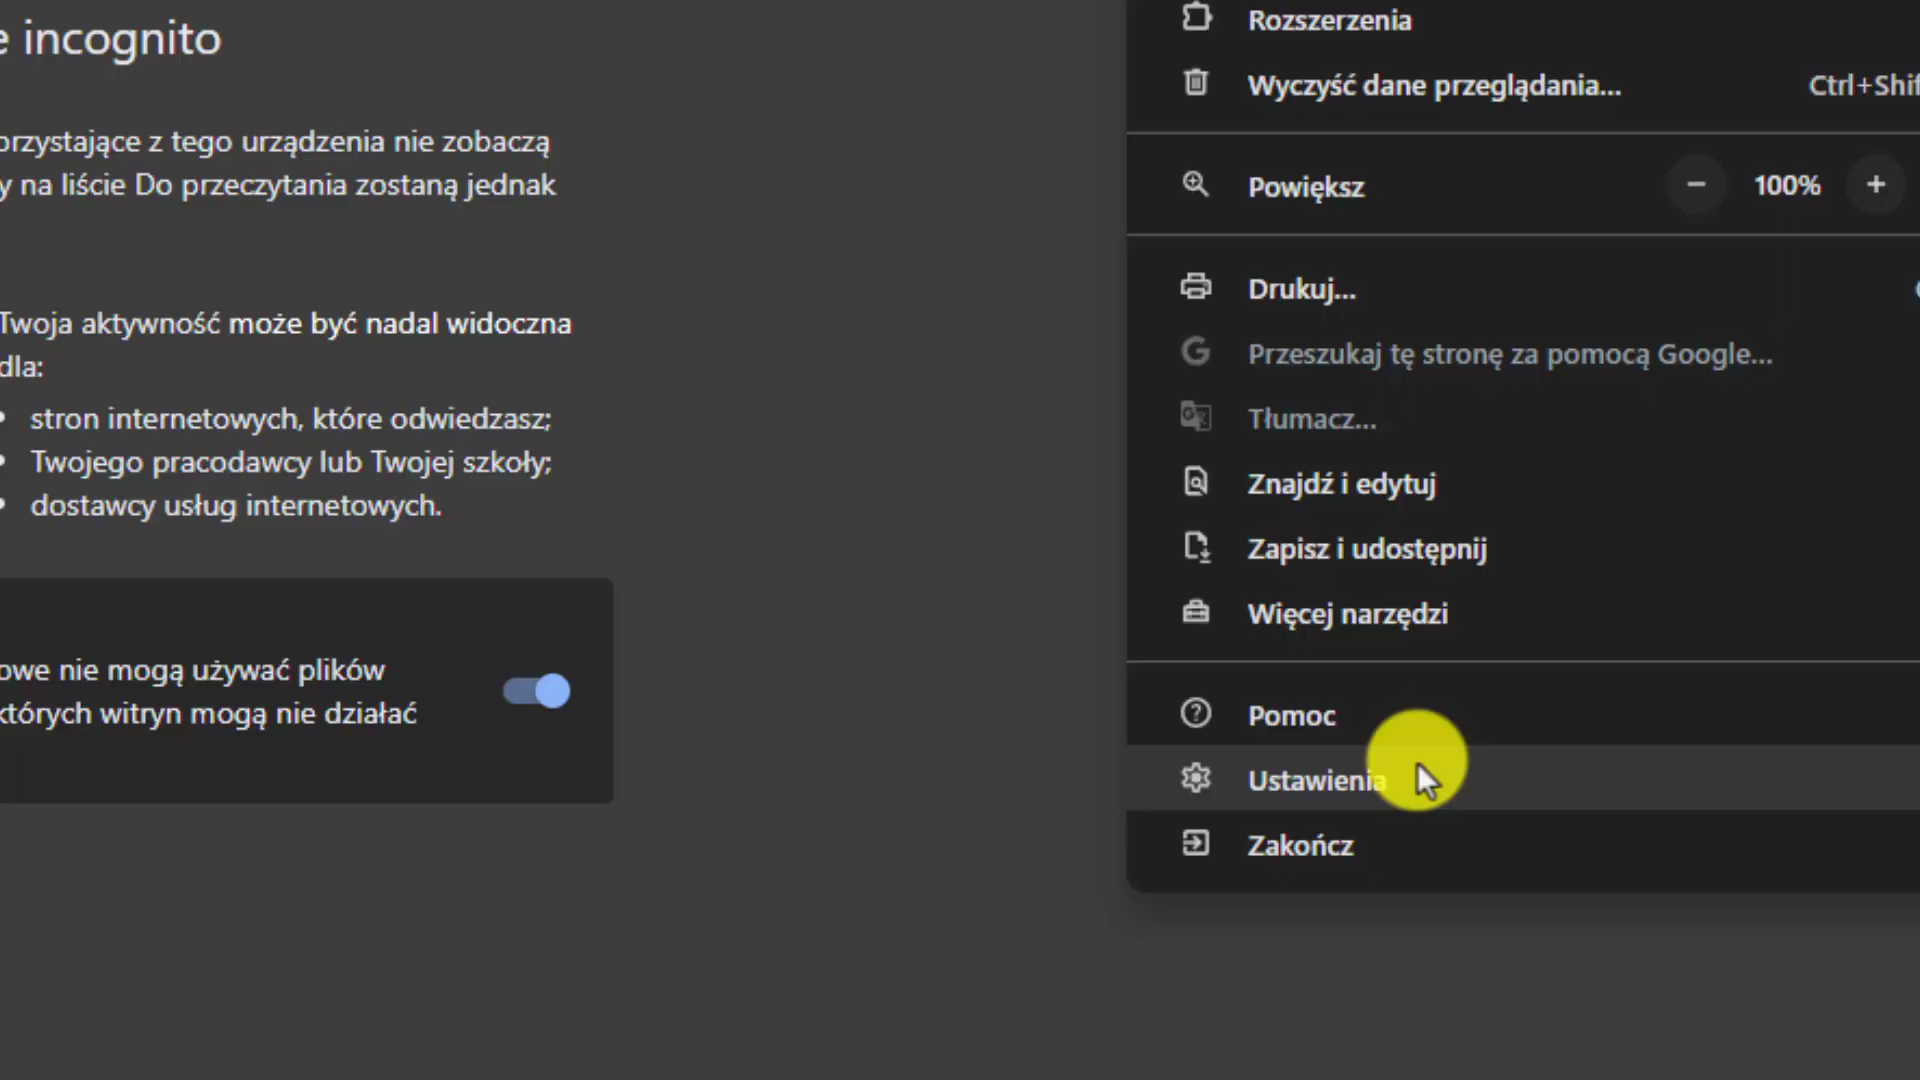 e incognito
orzystające z tego urządzenia nie zobaczą
y na liście Do przeczytania zostaną jednak
Twoja aktywność może być nadal widoczna
dla:
• stron internetowych, które odwiedzasz;
• Twojego pracodawcy lub Twojej szkoły;
• dostawcy usług internetowych.
owe nie mogą używać plików
których witryn mogą nie działać
Rozszerzenia
Wyczyść dane przeglądania... Ctrl+Shif
Powiększ − 100% +
Drukuj...
Przeszukaj tę stronę za pomocą Google...
Tłumacz...
Znajdź i edytuj
Zapisz i udostępnij
Więcej narzędzi
Pomoc
Ustawienia
Zakończ